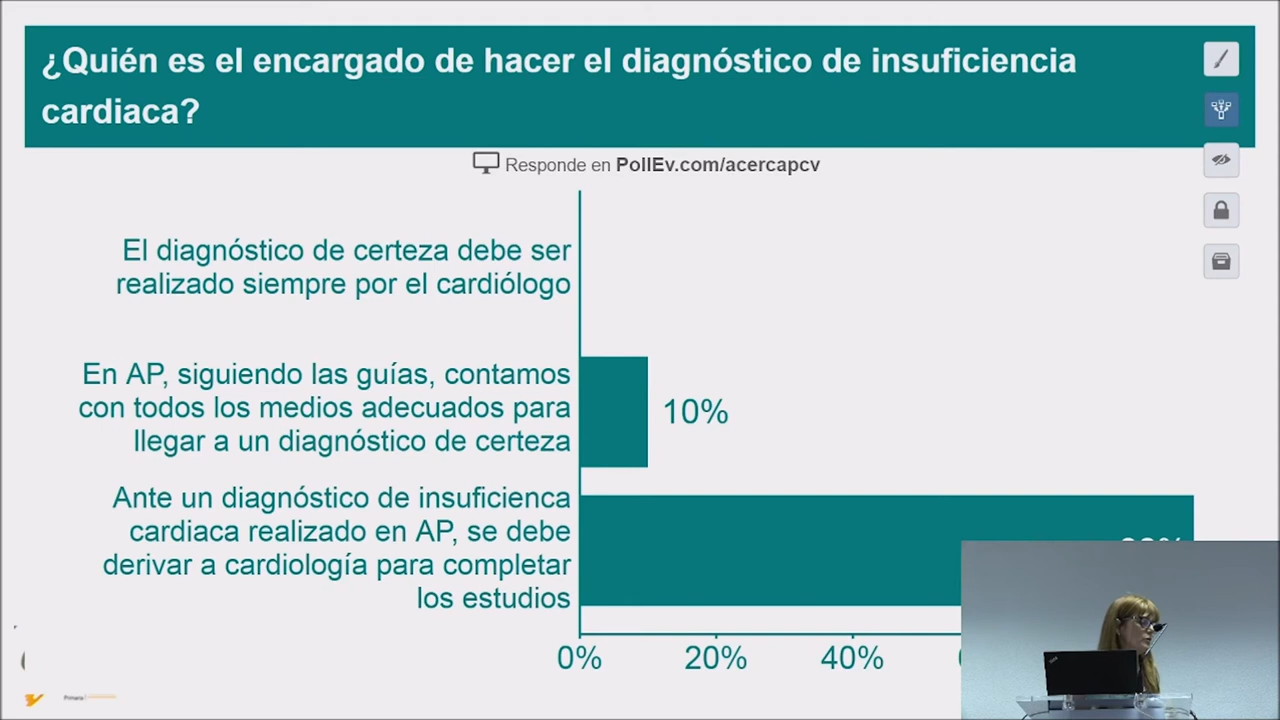 ¿Quién es el encargado de hacer el diagnóstico de insuficiencia
cardiaca?
Responde en PollEv.com/acercapcv
El diagnóstico de certeza debe ser
realizado siempre por el cardiólogo
En AP, siguiendo las guías, contamos
con todos los medios adecuados para
llegar a un diagnóstico de certeza
10%
Ante un diagnóstico de insuficienca
cardiaca realizado en AP, se debe
derivar a cardiología para completar
los estudios
0%
20%
40%
Primaria